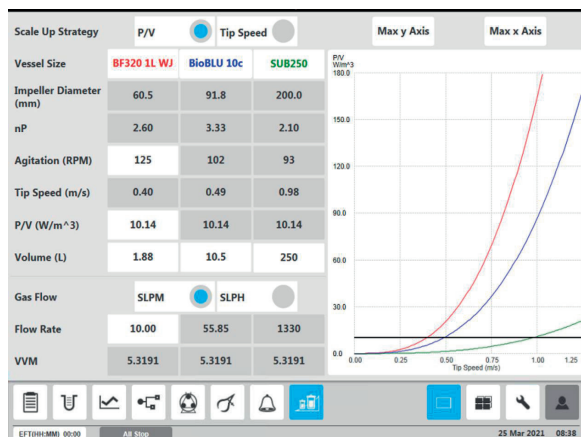 Scale Up Strategy P/V Tip Speed Max y Axis Max x Axis
Vessel Size BF320 1L WJ BioBLU 10c SUB250
Impeller Diameter (mm) 60.5 91.8 200.0
nP 2.60 3.33 2.10
Agitation (RPM) 125 102 93
Tip Speed (m/s) 0.40 0.49 0.98
P/V (W/m^3) 10.14 10.14 10.14
Volume (L) 1.88 10.5 250
Gas Flow SLPM SLPH
Flow Rate 10.00 55.85 1330
VVM 5.3191 5.3191 5.3191
P/V
W/m^3
180.0
150.0
120.0
90.0
60.0
30.0
0.0
0.00 0.25 0.50 0.75 1.00 1.25
Tip Speed (m/s)
EFT(HH:MM) 00:00 All Stop 25 Mar 2021 08:38